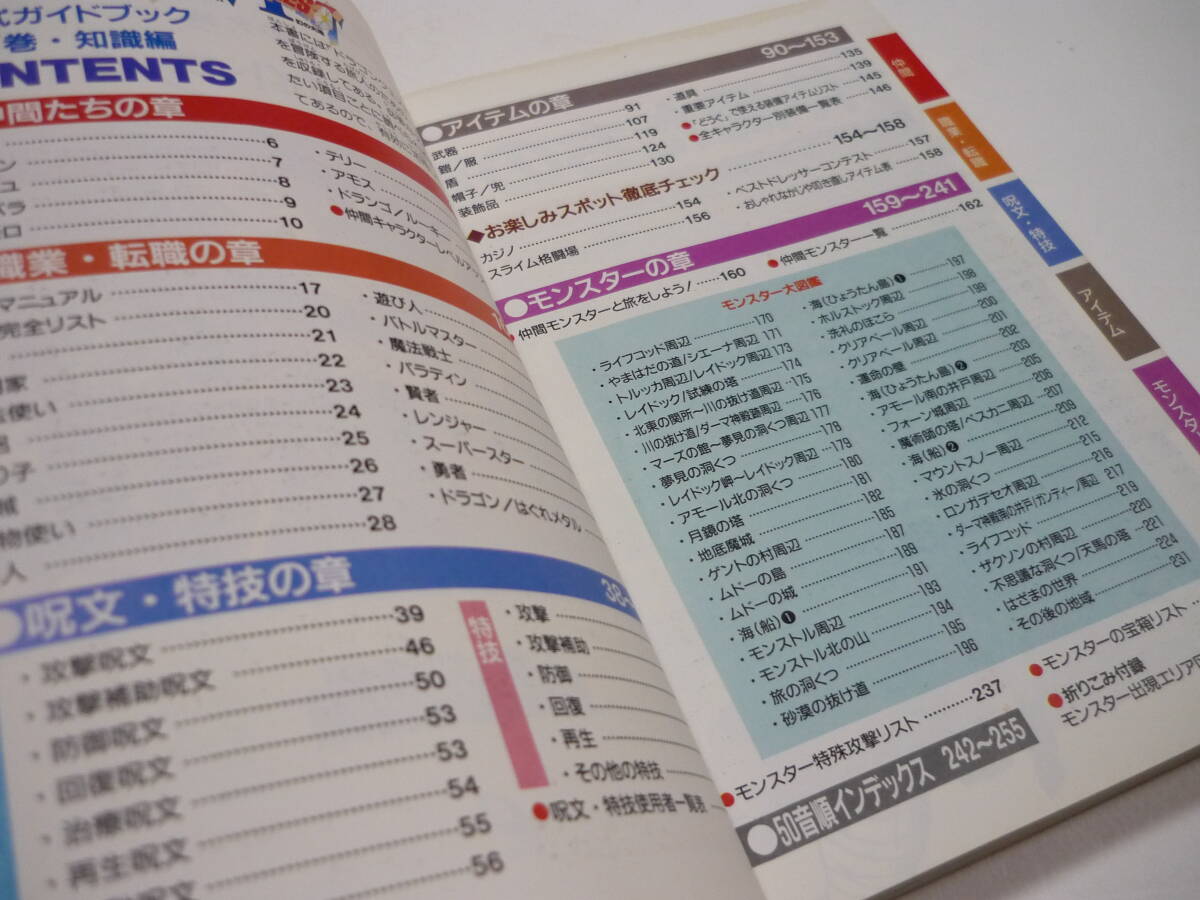 式ガイドブック
巻・知識編
NTENTS
間たちの章
6
7
8
9
10
・テリー
・アモス
・ドランゴ/ルーキー
●仲間キャラクターレベルア
職業・転職の章
マニュアル 17
完全リスト 20
21
22
23
24
25
26
27
28
・遊び人
・バトルマスター
・魔法戦士
・パラディン
・賢者
・レンジャー
・スーパースター
・勇者
・ドラゴン/はぐれメタル
●呪文・特技の章
38
・攻撃呪文 39
・攻撃補助呪文 46
・防御呪文 50
・回復呪文 53
・治療呪文 53
・再生呪文 54
55
56
特技
・攻撃
・攻撃補助
・防御
・回復
・再生
・その他の特技
●呪文・特技使用者一覧表
●アイテムの章 90〜153
武器 91
鎧/服 107
盾 119
帽子/兜 124
装飾品 130
・道具 135
・重要アイテム 139
●「どうぐ」で使える装備アイテムリスト 145
●全キャラクター別装備一覧表 146
◆お楽しみスポット徹底チェック 154〜158
カジノ 154
スライム格闘場 156
・ベストドレッサーコンテスト 157
・おしゃれなかじや叩き直しアイテム表 158
●モンスターの章 159〜241
●仲間モンスターと旅をしよう! 160
●仲間モンスター一覧 162
モンスター大図鑑
・ライフコッド周辺 170
・やまはだの道/シエーナ周辺 171
・トルッカ周辺/レイドック周辺 173
・レイドック/試練の塔 174
・北東の関所〜川の抜け道周辺 175
・川の抜け道/ダーマ神殿跡周辺 176
・マーズの館〜夢見の洞くつ周辺 177
・夢見の洞くつ 178
・レイドック岬〜レイドック周辺 179
・アモール北の洞くつ 180
・月鏡の塔 181
・地底魔城 182
・ゲントの村周辺 185
・ムドーの島 187
・ムドーの城 189
・海(船)❶ 191
・モンストル周辺 193
・モンストル北の山 194
・旅の洞くつ 195
・砂漠の抜け道 196
・海(ひょうたん島)❶ 197
・ホルストック周辺 198
・洗礼のほこら 199
・クリアベール周辺 200
・クリアベール周辺 201
・運命の壁 202
・海(ひょうたん島)❷ 203
・アモール南の井戸周辺 205
・フォーン城周辺 206
・魔術師の塔/ペスカニ周辺 207
・海(船)❷ 209
・マウントスノー周辺 212
・氷の洞くつ 215
・ロンガデセオ周辺 216
・ダーマ神殿南の井戸/ガンディーノ周辺 217
・ライフコッド 219
・ザクソンの村周辺 220
・不思議な洞くつ/天馬の塔 221
・はざまの世界 224
・その後の地域 231
●モンスター特殊攻撃リスト 237
●モンスターの宝箱リスト
●折りこみ付録
モンスター出現エリア
●50音順インデックス 242〜255
仲間
職業・転職
呪文・特技
アイテム
モンスタ